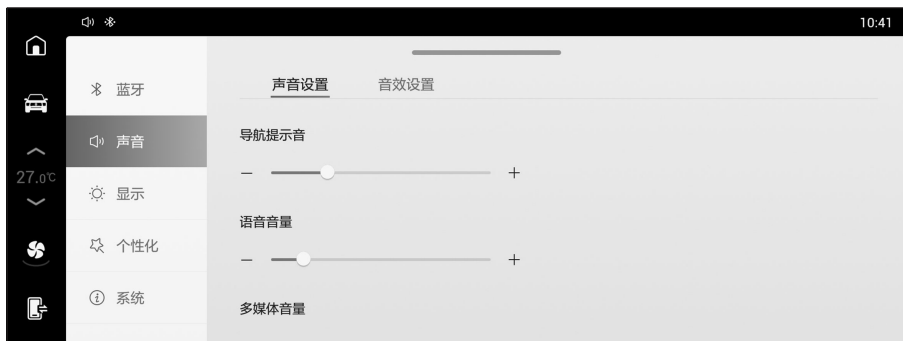 10:41
27.0℃
蓝牙
声音
显示
个性化
系统
声音设置 音效设置
导航提示音
语音音量
多媒体音量